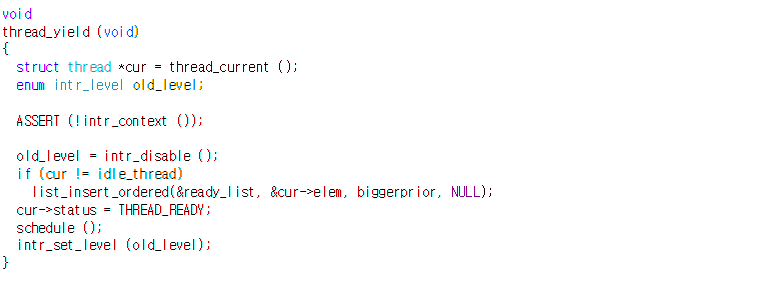 void
thread_yield (void)
{
  struct thread *cur = thread_current ();
  enum intr_level old_level;

  ASSERT (!intr_context ());

  old_level = intr_disable ();
  if (cur != idle_thread)
    list_insert_ordered(&ready_list, &cur->elem, biggerprior, NULL);
  cur->status = THREAD_READY;
  schedule ();
  intr_set_level (old_level);
}